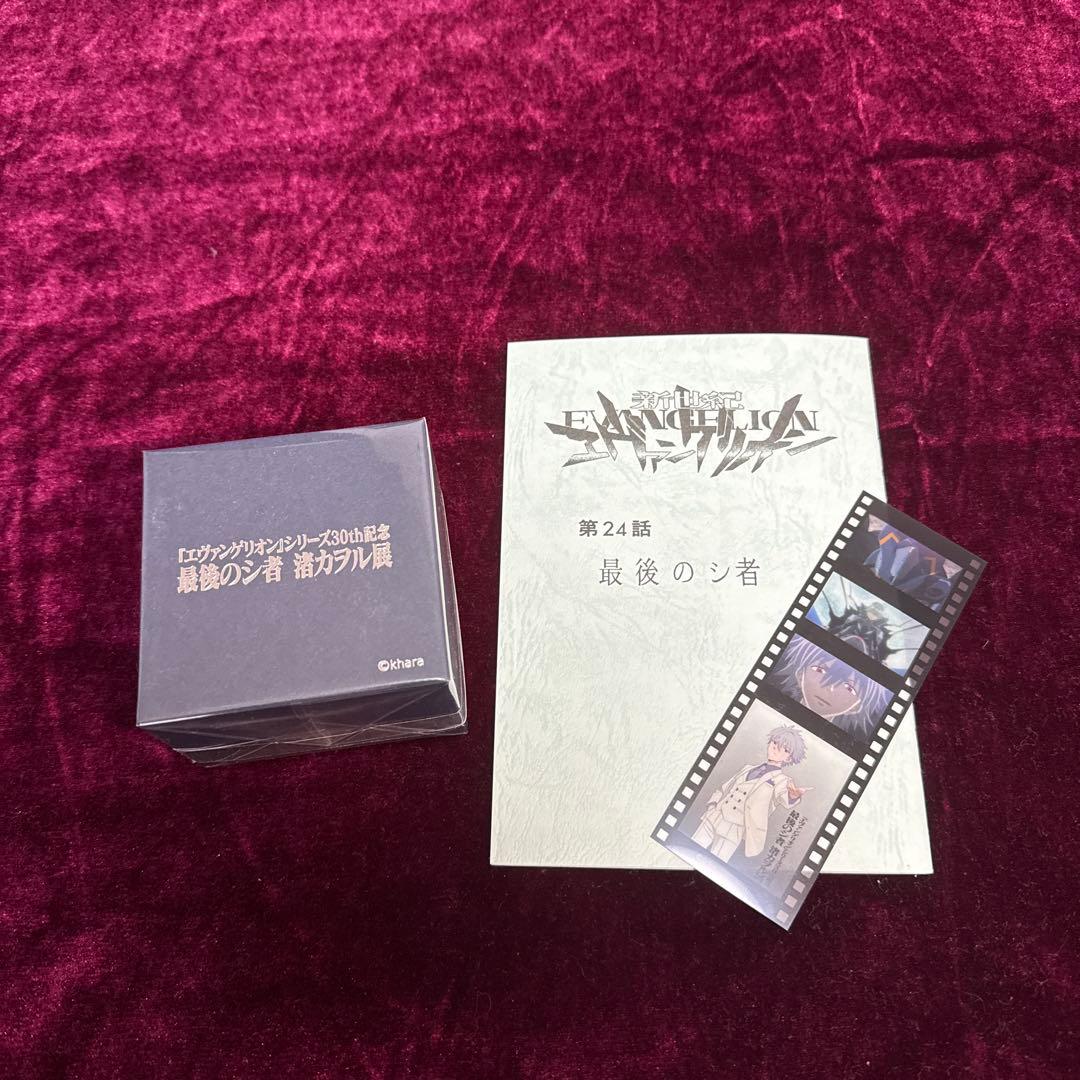 『エヴァンゲリオン』シリーズ30th記念
最後のシ者 渚カヲル展
©khara
新世紀
EVANGELION
エヴァンゲリオン
第24話
最後のシ者